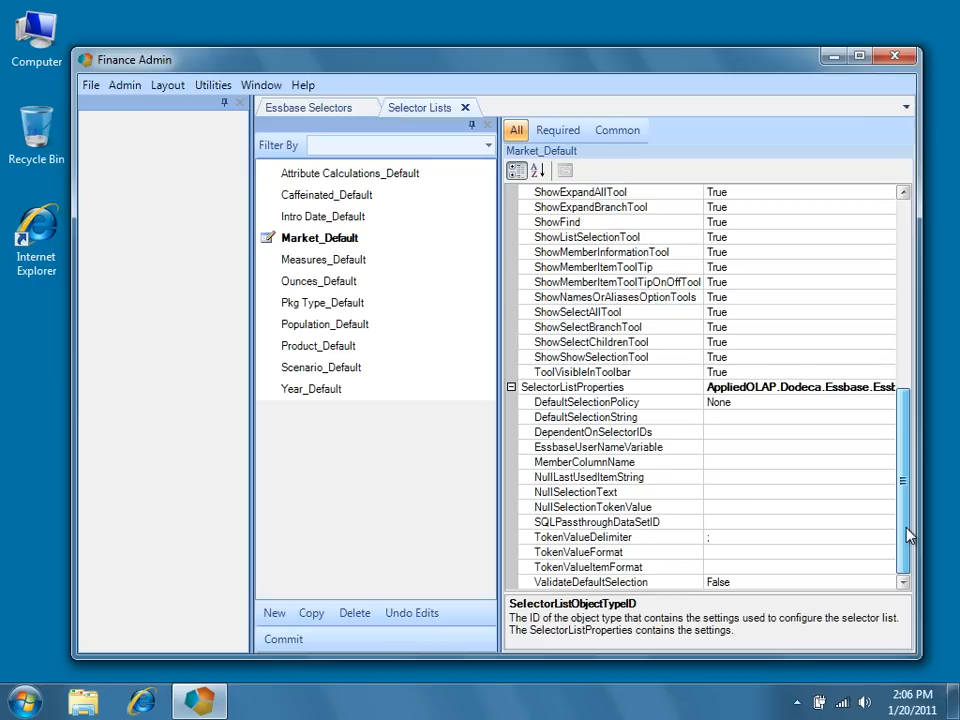 Computer
Recycle Bin
Internet
Explorer
Finance Admin
File Admin Layout Utilities Window Help
Essbase Selectors Selector Lists
Filter By
Attribute Calculations_Default
Caffeinated_Default
Intro Date_Default
Market_Default
Measures_Default
Ounces_Default
Pkg Type_Default
Population_Default
Product_Default
Scenario_Default
Year_Default
New Copy Delete Undo Edits
Commit
All Required Common
Market_Default
ShowExpandAllTool True
ShowExpandBranchTool True
ShowFind True
ShowListSelectionTool True
ShowMemberInformationTool True
ShowMemberItemToolTip True
ShowMemberItemToolTipOnOffTool True
ShowNamesOrAliasesOptionTools True
ShowSelectAllTool True
ShowSelectBranchTool True
ShowSelectChildrenTool True
ShowShowSelectionTool True
ToolVisibleInToolbar True
SelectorListProperties AppliedOLAP.Dodeca.Essbase.Essb
DefaultSelectionPolicy None
DefaultSelectionString
DependentOnSelectorIDs
EssbaseUserNameVariable
MemberColumnName
NullLastUsedItemString
NullSelectionText
NullSelectionTokenValue
SQLPassthroughDataSetID
TokenValueDelimiter ;
TokenValueFormat
TokenValueItemFormat
ValidateDefaultSelection False
SelectorListObjectTypeID
The ID of the object type that contains the settings used to configure the selector list.
The SelectorListProperties contains the settings.
2:06 PM
1/20/2011